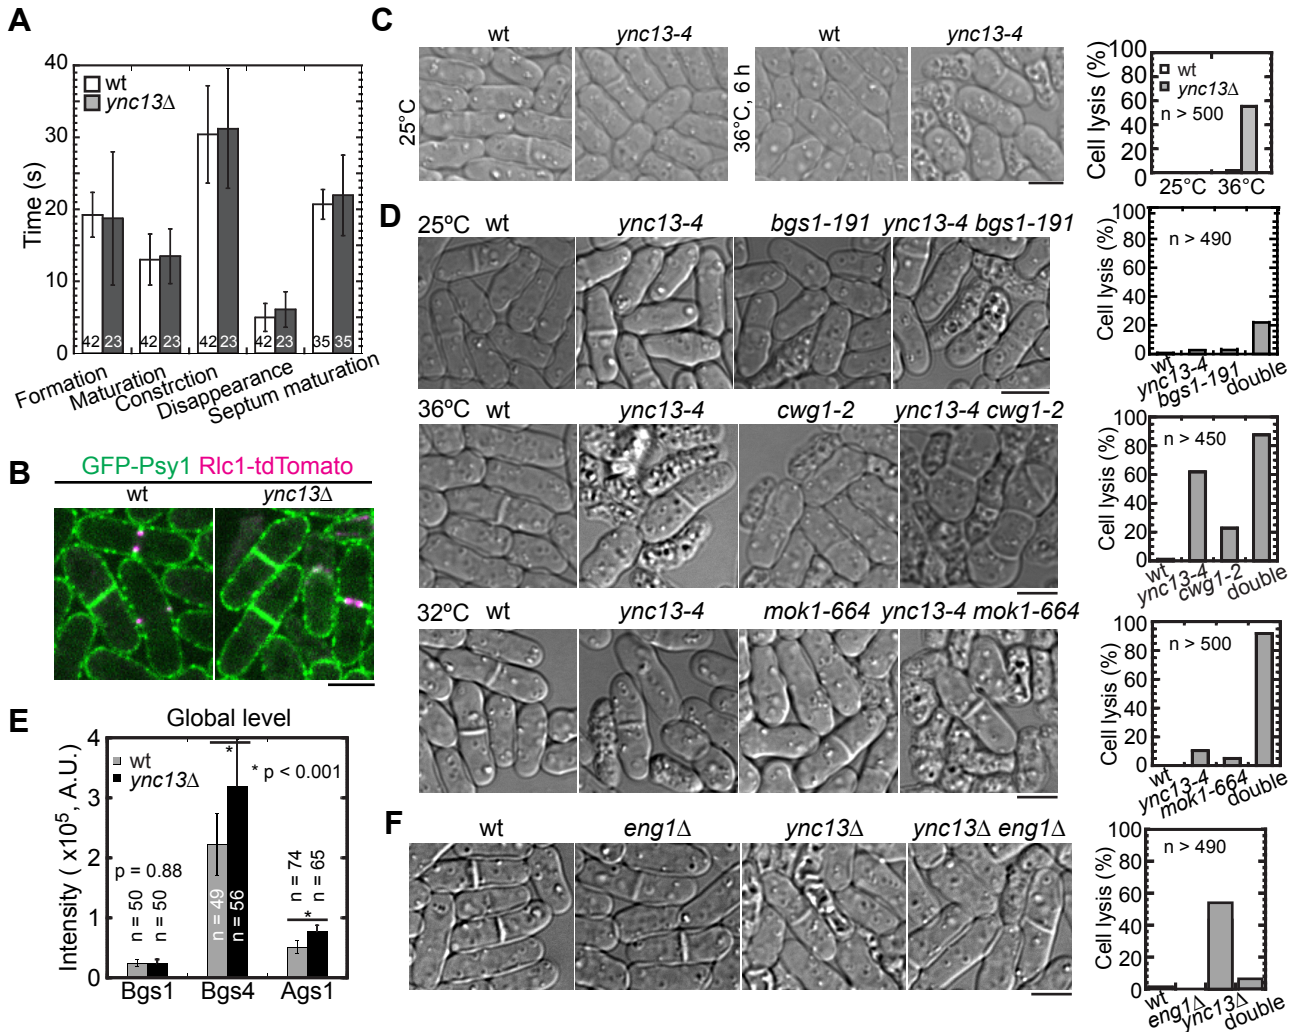 A
40
30
20
10
0
Time (s)
wt
ync13Δ
42 23 42 23 42 23 42 23 35 35
Formation
Maturation
Constrction
Disappearance
Septum maturation
B
GFP-Psy1 Rlc1-tdTomato
wt ync13Δ
C
wt ync13-4 wt ync13-4
25°C
36°C, 6 h
100
80
60
40
20
0
Cell lysis (%)
wt
ync13Δ
n > 500
25°C 36°C
D
25ºC wt ync13-4 bgs1-191 ync13-4 bgs1-191
100
80
60
40
20
0
Cell lysis (%)
n > 490
wt
ync13-4
bgs1-191
double
36ºC wt ync13-4 cwg1-2 ync13-4 cwg1-2
100
80
60
40
20
0
Cell lysis (%)
n > 450
wt
ync13-4
cwg1-2
double
32ºC wt ync13-4 mok1-664 ync13-4 mok1-664
100
80
60
40
20
0
Cell lysis (%)
n > 500
wt
ync13-4
mok1-664
double
E
Global level
4
3
2
1
0
Intensity ( x10⁵, A.U.)
wt
ync13Δ
* p < 0.001
*
p = 0.88
n = 50
n = 50
n = 49
n = 56
n = 74
n = 65
*
Bgs1 Bgs4 Ags1
F
wt eng1Δ ync13Δ ync13Δ eng1Δ
100
80
60
40
20
0
Cell lysis (%)
n > 490
wt
eng1Δ
ync13Δ
double